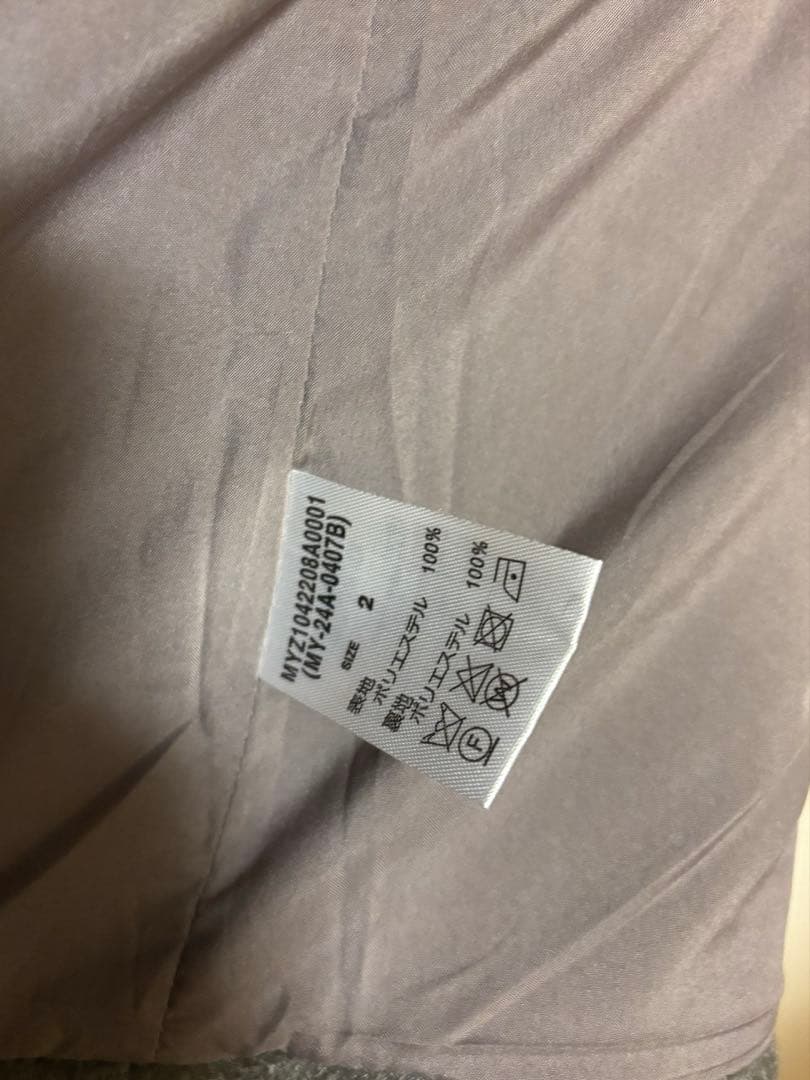 MYZ1042208A0001
(MY-24A-0407B)
SIZE 2
表地
ポリエステル 100%
裏地
ポリエステル 100%
W
F